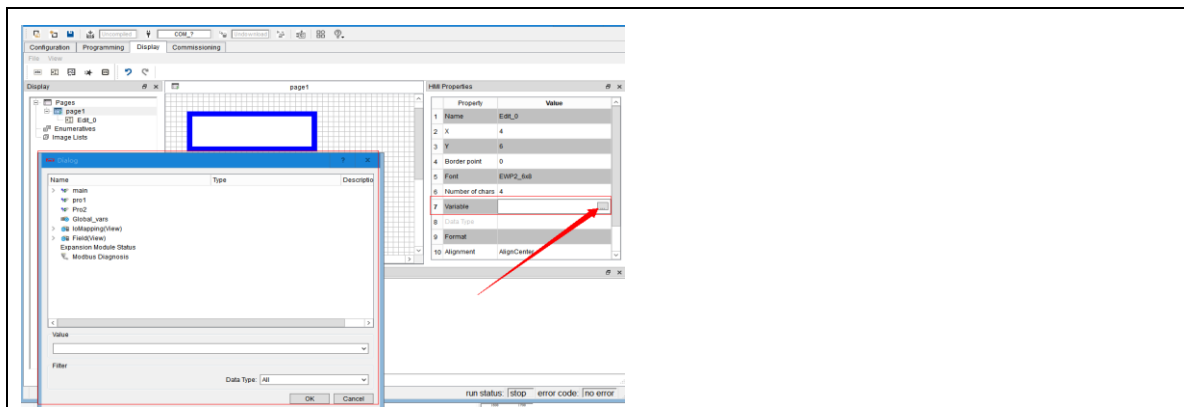 Uncompiled COM_7 Undownload
Configuration Programming Display Commissioning
File View
Display page1 HMI Properties
Pages
page1
Edit_0
Enumeratives
Image Lists
Property Value
1 Name Edit_0
2 X 4
3 Y 6
4 Border point 0
5 Font EWP2_6x8
6 Number of chars 4
7 Variable ...
8 Data Type
9 Format
10 Alignment AlignCenter
Dialog ? x
Name Type Descriptio
main
pro1
Pro2
Global_vars
IoMapping(View)
Field(View)
Expansion Module Status
Modbus Diagnosis
Value
Filter
Data Type: All
OK Cancel
run status: stop error code: no error